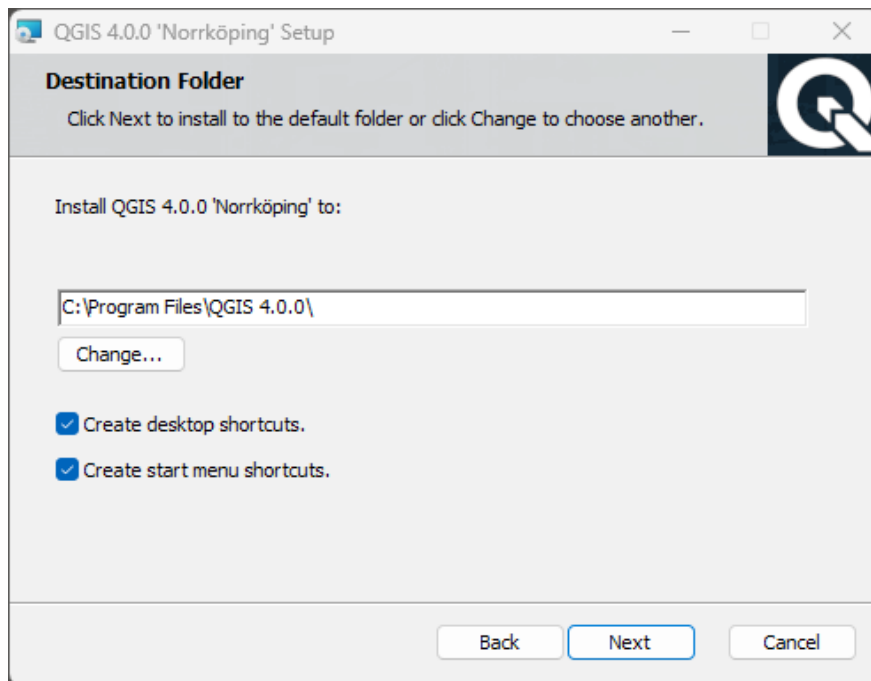 QGIS 4.0.0 'Norrköping' Setup
Destination Folder
Click Next to install to the default folder or click Change to choose another.
Install QGIS 4.0.0 'Norrköping' to:
C:\Program Files\QGIS 4.0.0\
Change...
Create desktop shortcuts.
Create start menu shortcuts.
Back Next Cancel